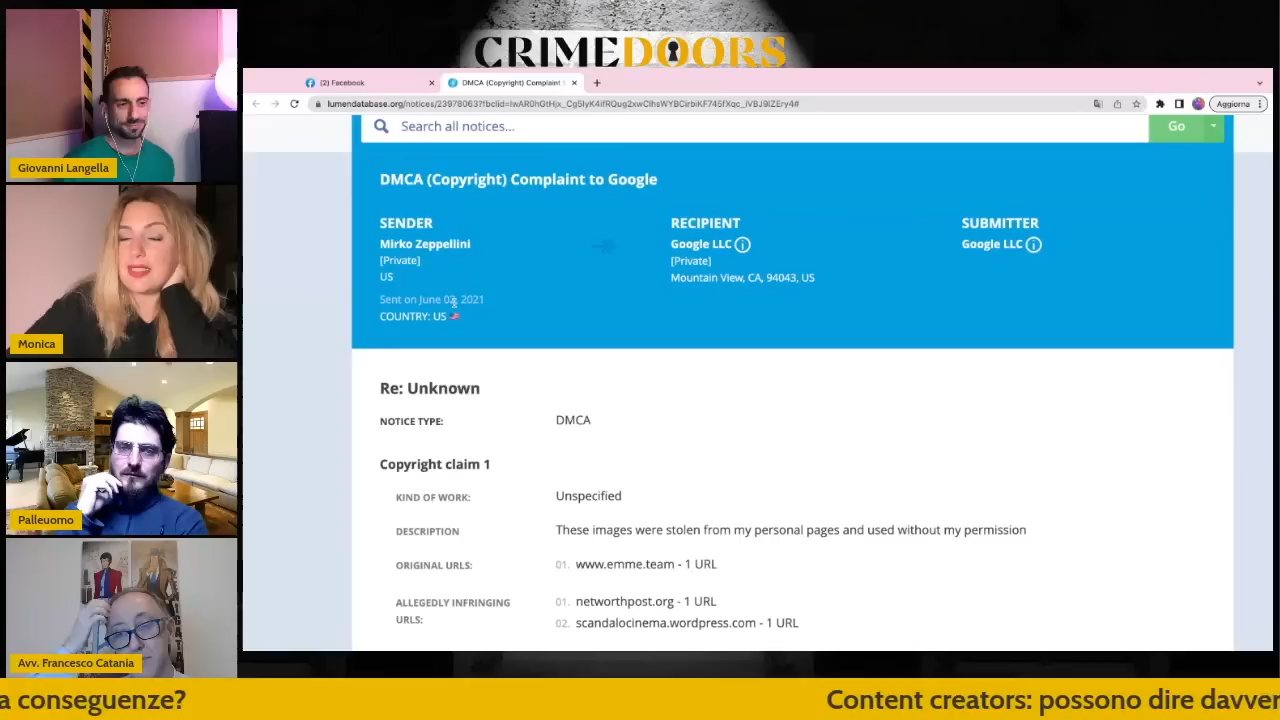 CRIMEDOORS
(2) Facebook
DMCA (Copyright) Complaint t
Giovanni Langella
Monica
Palleuomo
Avv. Francesco Catania
Aggiorna
Search all notices...
Go
DMCA (Copyright) Complaint to Google
SENDER
Mirko Zeppellini
[Private]
US
Sent on June 03, 2021
COUNTRY: US
RECIPIENT
Google LLC
[Private]
Mountain View, CA, 94043, US
SUBMITTER
Google LLC
Re: Unknown
NOTICE TYPE: DMCA
Copyright claim 1
KIND OF WORK: Unspecified
DESCRIPTION These images were stolen from my personal pages and used without my permission
ORIGINAL URLS: 01. www.emme.team - 1 URL
ALLEGEDLY INFRINGING URLS:
01. networthpost.org - 1 URL
02. scandalocinema.wordpress.com - 1 URL
a conseguenze?
Content creators: possono dire davver